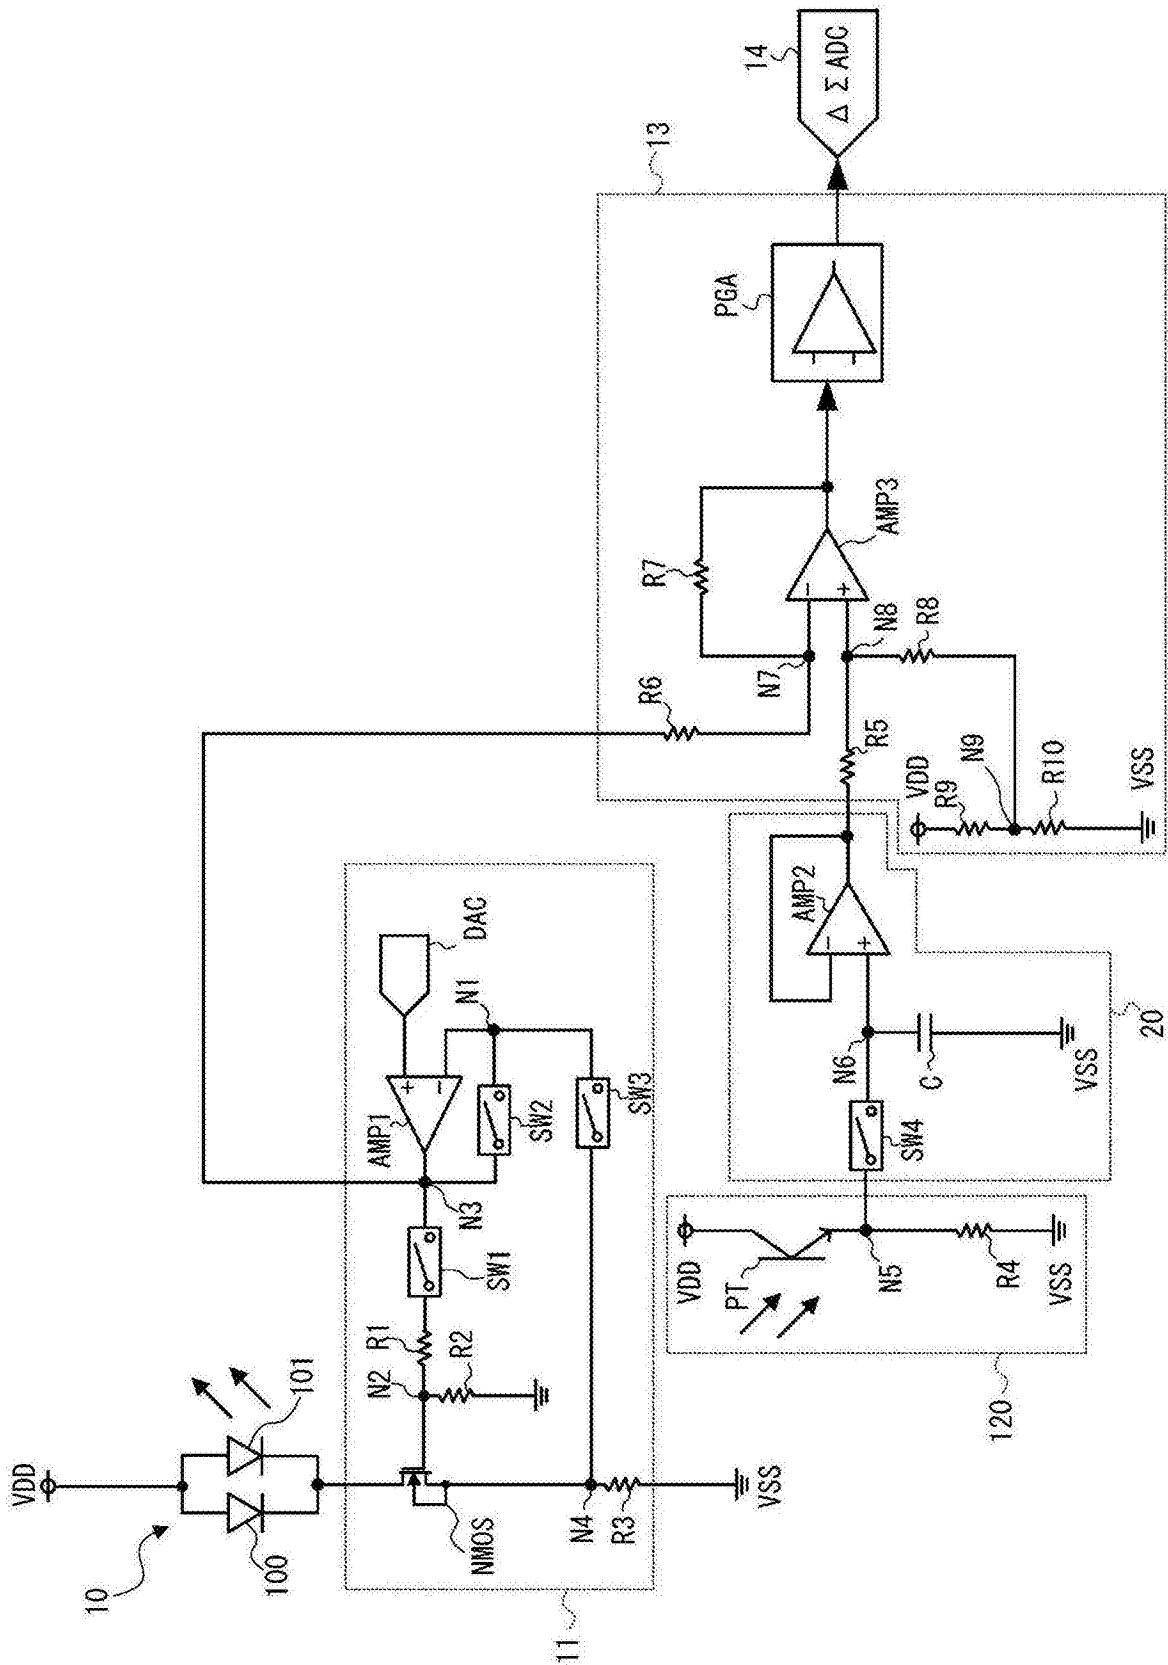 10
VDD
100
101
11
NMOS
N4
R3
VSS
N2
R2
R1
SW1
N3
AMP1
+
−
SW2
SW3
N1
DAC
120
VDD
PT
N5
R4
VSS
20
SW4
N6
C
VSS
AMP2
−
+
13
R6
R5
VDD
R9
N9
R10
VSS
N7
N8
R8
R7
−
+
AMP3
PGA
14
Δ Σ ADC